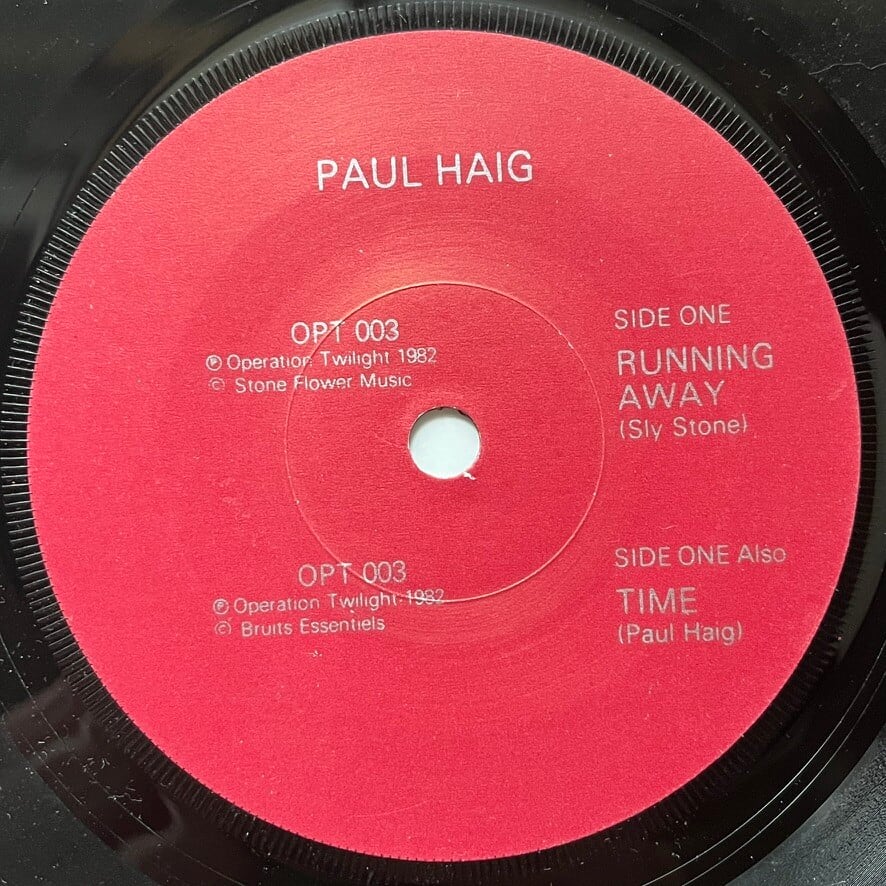 PAUL HAIG
OPT 003
Ⓟ Operation Twilight 1982
© Stone Flower Music
SIDE ONE
RUNNING
AWAY
(Sly Stone)
OPT 003
Ⓟ Operation Twilight 1982
© Bruits Essentiels
SIDE ONE Also
TIME
(Paul Haig)